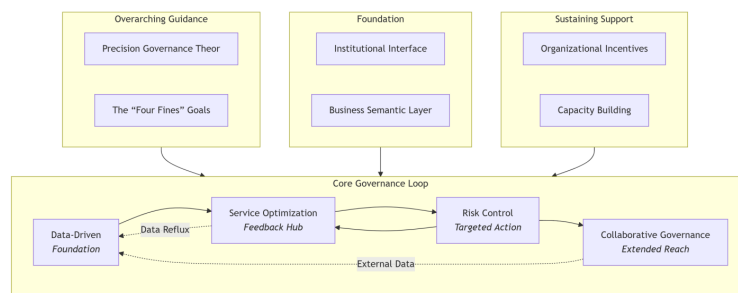 Overarching Guidance
Foundation
Sustaining Support
Precision Governance Theor
Institutional Interface
Organizational Incentives
The “Four Fines” Goals
Business Semantic Layer
Capacity Building
Core Governance Loop
Data-Driven
Foundation
Data Reflux
Service Optimization
Feedback Hub
Risk Control
Targeted Action
Collaborative Governance
Extended Reach
External Data